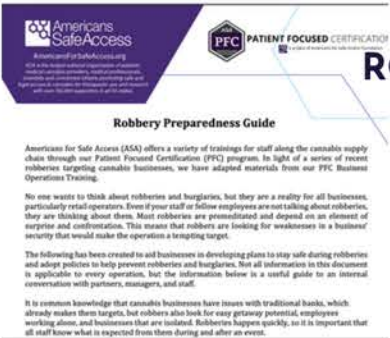 Americans
SafeAccess
AmericansForSafeAccess.org
ASA
PFC
PATIENT FOCUSED CERTIFICATION
R
Robbery Preparedness Guide
Americans for Safe Access (ASA) offers a variety of trainings for staff along the cannabis supply
chain through our Patient Focused Certification (PFC) program. In light of a series of recent
robberies targeting cannabis businesses, we have adapted materials from our PFC Business
Operations Training.
No one wants to think about robberies and burglaries, but they are a reality for all businesses,
particularly retail operators. Even if your staff or fellow employees are not talking about robberies,
they are thinking about them. Most robberies are premeditated and depend on an element of
surprise and confrontation. This means that robbers are looking for weaknesses in a business'
security that would make the operation a tempting target.
The following has been created to aid businesses in developing plans to stay safe during robberies
and adopt policies to help prevent robberies and burglaries. Not all information in this document
is applicable to every operation, but the information below is a useful guide to an internal
conversation with partners, managers, and staff.
It is common knowledge that cannabis businesses have issues with traditional banks, which
already makes them targets, but robbers also look for easy getaway potential, employees
working alone, and businesses that are isolated. Robberies happen quickly, so it is important that
all staff know what is expected from them during and after an event.